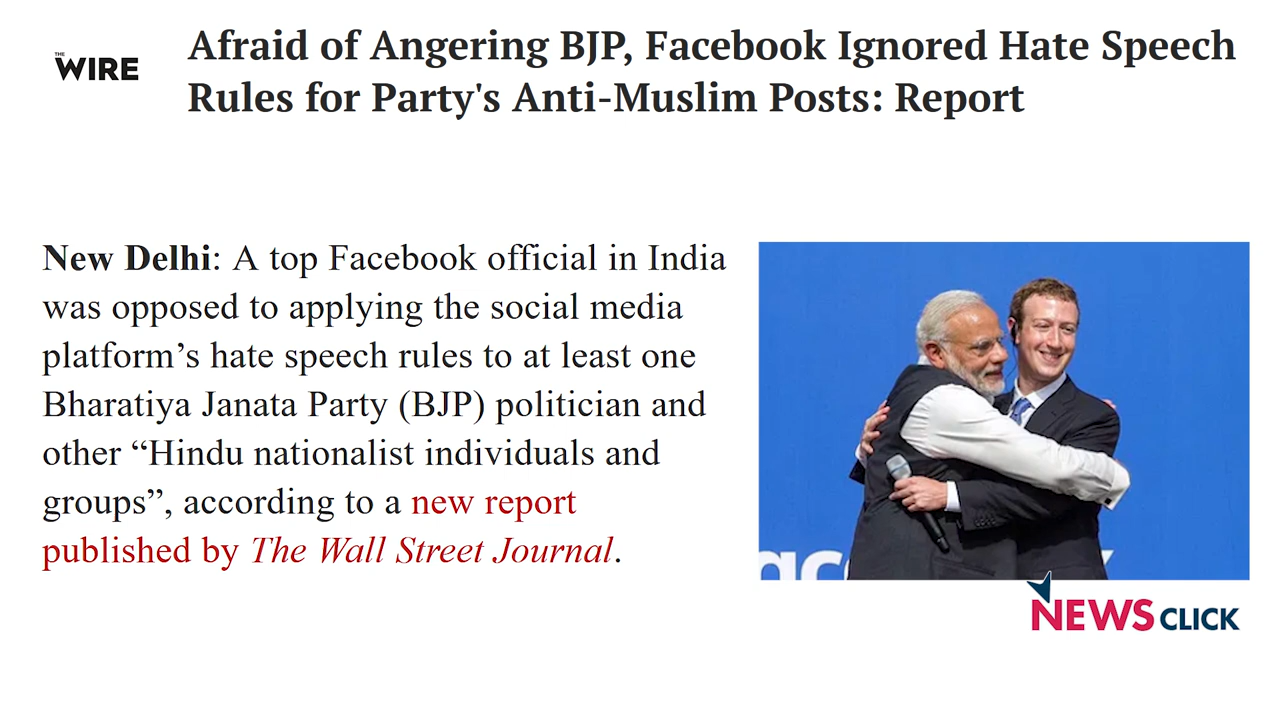 THE
WIRE
Afraid of Angering BJP, Facebook Ignored Hate Speech
Rules for Party's Anti-Muslim Posts: Report
New Delhi: A top Facebook official in India
was opposed to applying the social media
platform’s hate speech rules to at least one
Bharatiya Janata Party (BJP) politician and
other “Hindu nationalist individuals and
groups”, according to a new report
published by The Wall Street Journal.
ace
NEWSCLICK